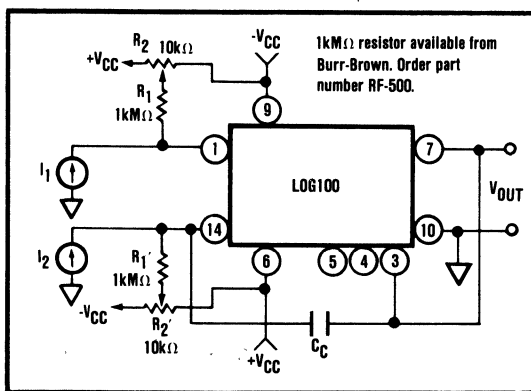 R2
10kΩ
+VCC
-VCC
1kMΩ resistor available from
Burr-Brown. Order part
number RF-500.
R1
1kMΩ
9
1
7
I1
LOG100
VOUT
14
10
I2
6
5
4
3
R1'
1kMΩ
-VCC
R2'
10kΩ
+VCC
CC